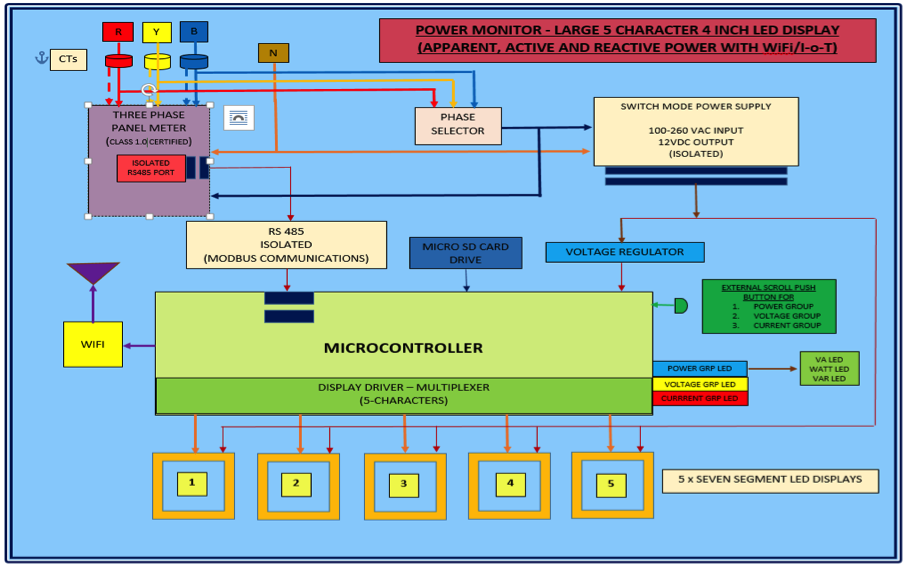 POWER MONITOR - LARGE 5 CHARACTER 4 INCH LED DISPLAY
(APPARENT, ACTIVE AND REACTIVE POWER WITH WiFi/I-o-T)
R
Y
B
N
CTs
THREE PHASE
PANEL METER
(CLASS 1.0|CERTIFIED)
ISOLATED
RS485 PORT
PHASE
SELECTOR
SWITCH MODE POWER SUPPLY
100-260 VAC INPUT
12VDC OUTPUT
(ISOLATED)
RS 485
ISOLATED
(MODBUS COMMUNICATIONS)
MICRO SD CARD
DRIVE
VOLTAGE REGULATOR
EXTERNAL SCROLL PUSH
BUTTON FOR
1. POWER GROUP
2. VOLTAGE GROUP
3. CURRENT GROUP
WIFI
MICROCONTROLLER
DISPLAY DRIVER – MULTIPLEXER
(5-CHARACTERS)
POWER GRP LED
VOLTAGE GRP LED
CURRRENT GRP LED
VA LED
WATT LED
VAR LED
1
2
3
4
5
5 x SEVEN SEGMENT LED DISPLAYS